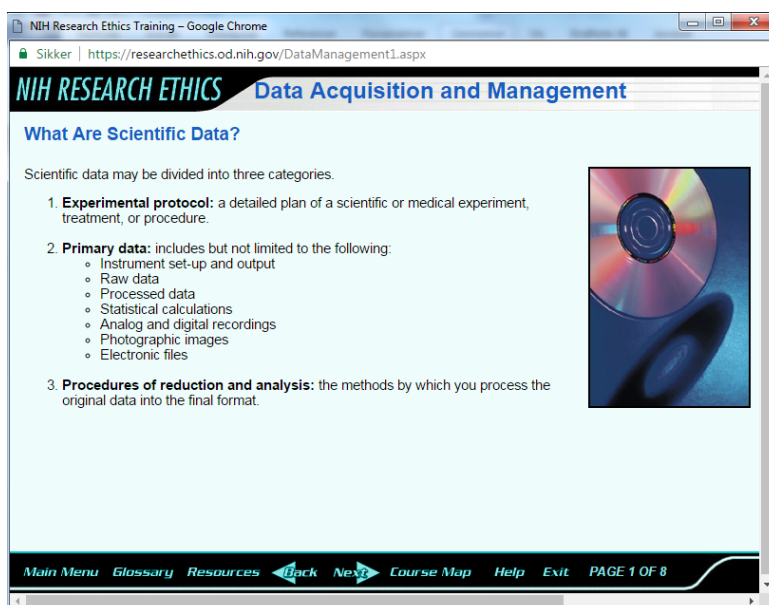 NIH Research Ethics Training – Google Chrome
Sikker | https://researchethics.od.nih.gov/DataManagement1.aspx
NIH RESEARCH ETHICS Data Acquisition and Management
What Are Scientific Data?
Scientific data may be divided into three categories.
1. Experimental protocol: a detailed plan of a scientific or medical experiment,
treatment, or procedure.
2. Primary data: includes but not limited to the following:
Instrument set-up and output
Raw data
Processed data
Statistical calculations
Analog and digital recordings
Photographic images
Electronic files
3. Procedures of reduction and analysis: the methods by which you process the
original data into the final format.
Main Menu Glossary Resources Back Next Course Map Help Exit PAGE 1 OF 8